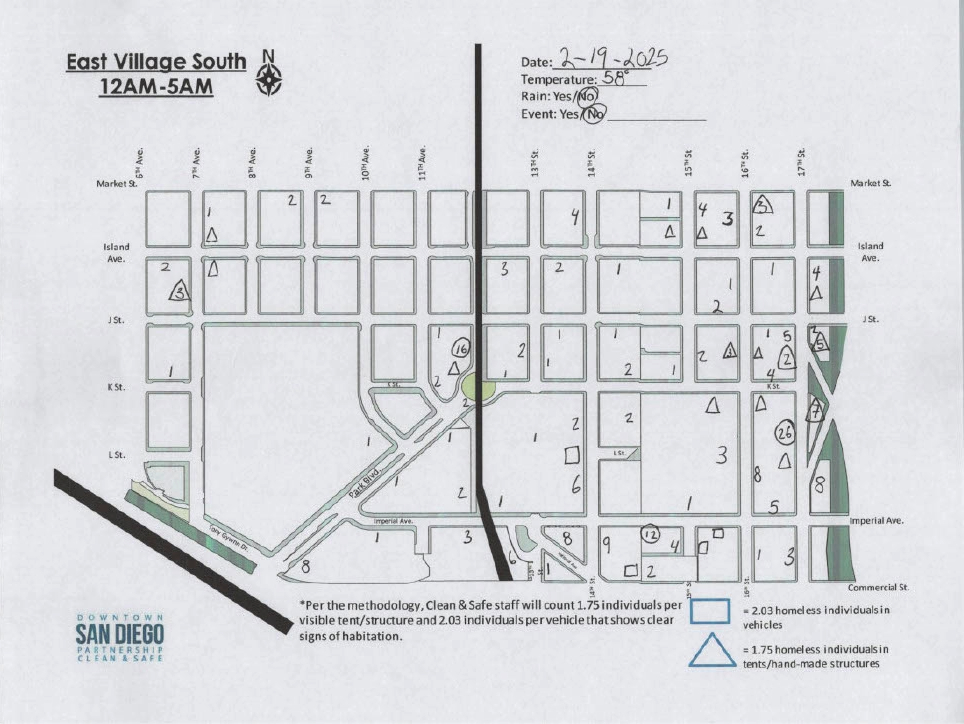 East Village South
12AM-5AM
N
Date: 2-19-2025
Temperature: 58°
Rain: Yes/No
Event: Yes/No
6TH Ave.
7TH Ave.
8TH Ave.
9TH Ave.
10TH Ave.
11TH Ave.
13TH St.
14TH St.
15TH St
16TH St
17TH St.
Market St.
Market St.
1 2 2 4 1 4 3 3 2
Island Ave.
Island Ave.
2 3 3 2 1 1 2 1 4
J St.
J St.
1 1 16 2 2 1 1 1 1 2 1 2 3 1 5 2 4 2 5
K St.
K St.
2 1 2 1 2 6 2 3 26 8 5 7 8
L St.
L St.
Park Blvd.
1 1 2 1 1
Imperial Ave.
Imperial Ave.
Tony Gwynn Dr.
8 1 3 6 8 1 9 12 4 2 1 3
13TH St
14TH St.
15TH St
16TH St.
Commercial St.
DOWNTOWN
SAN DIEGO
PARTNERSHIP
CLEAN & SAFE
*Per the methodology, Clean & Safe staff will count 1.75 individuals per
visible tent/structure and 2.03 individuals per vehicle that shows clear
signs of habitation.
= 2.03 homeless individuals in
vehicles
= 1.75 homeless individuals in
tents/hand-made structures